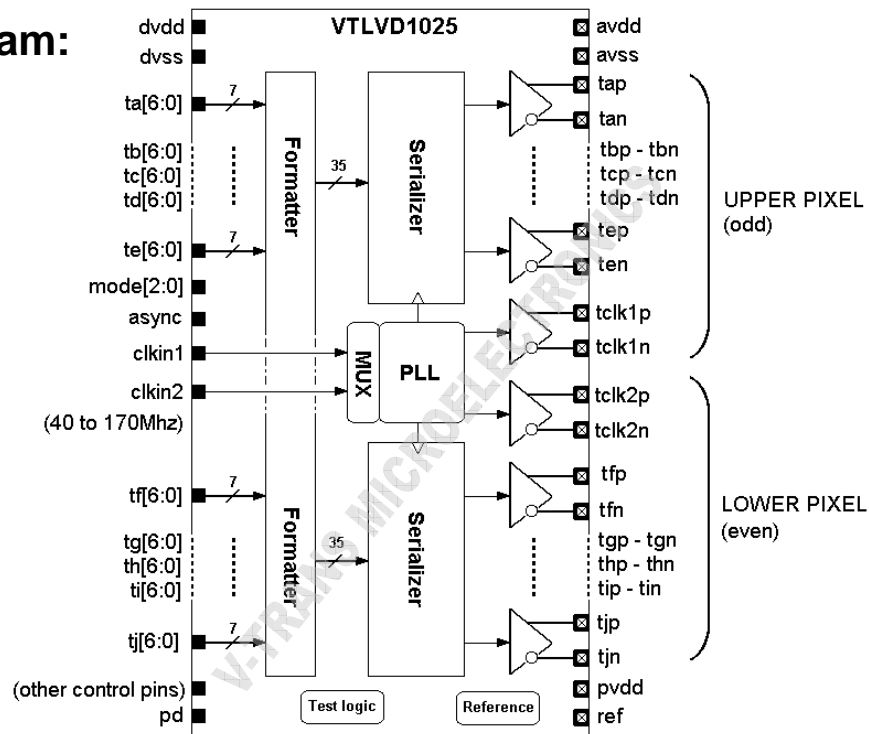 am:
VTLVD1025
dvdd
dvss
ta[6:0]
7
tb[6:0]
tc[6:0]
td[6:0]
te[6:0]
7
mode[2:0]
async
clkin1
clkin2
(40 to 170Mhz)
tf[6:0]
7
tg[6:0]
th[6:0]
ti[6:0]
tj[6:0]
7
(other control pins)
pd
Formatter
35
Serializer
MUX
PLL
Formatter
35
Serializer
Test logic
Reference
avdd
avss
tap
tan
tbp - tbn
tcp - tcn
tdp - tdn
tep
ten
tclk1p
tclk1n
tclk2p
tclk2n
tfp
tfn
tgp - tgn
thp - thn
tip - tin
tjp
tjn
pvdd
ref
UPPER PIXEL
(odd)
LOWER PIXEL
(even)
V-TRANS MICROELECTRONICS